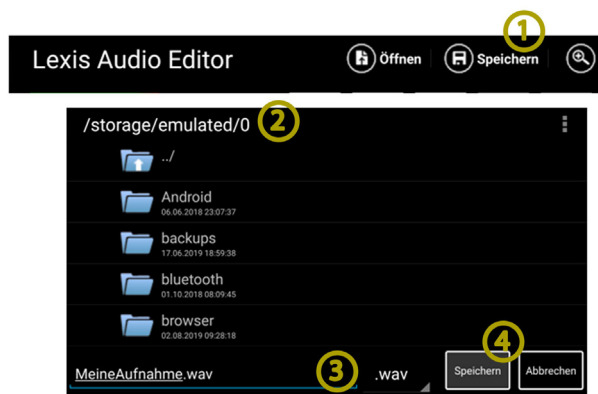 1
Lexis Audio Editor Öffnen Speichern
/storage/emulated/0 2
../
Android
06.06.2018 23:07:37
backups
17.06.2019 18:59:38
bluetooth
01.10.2018 08:09:45
browser
02.08.2019 09:28:18
MeineAufnahme.wav 3 .wav Speichern 4 Abbrechen